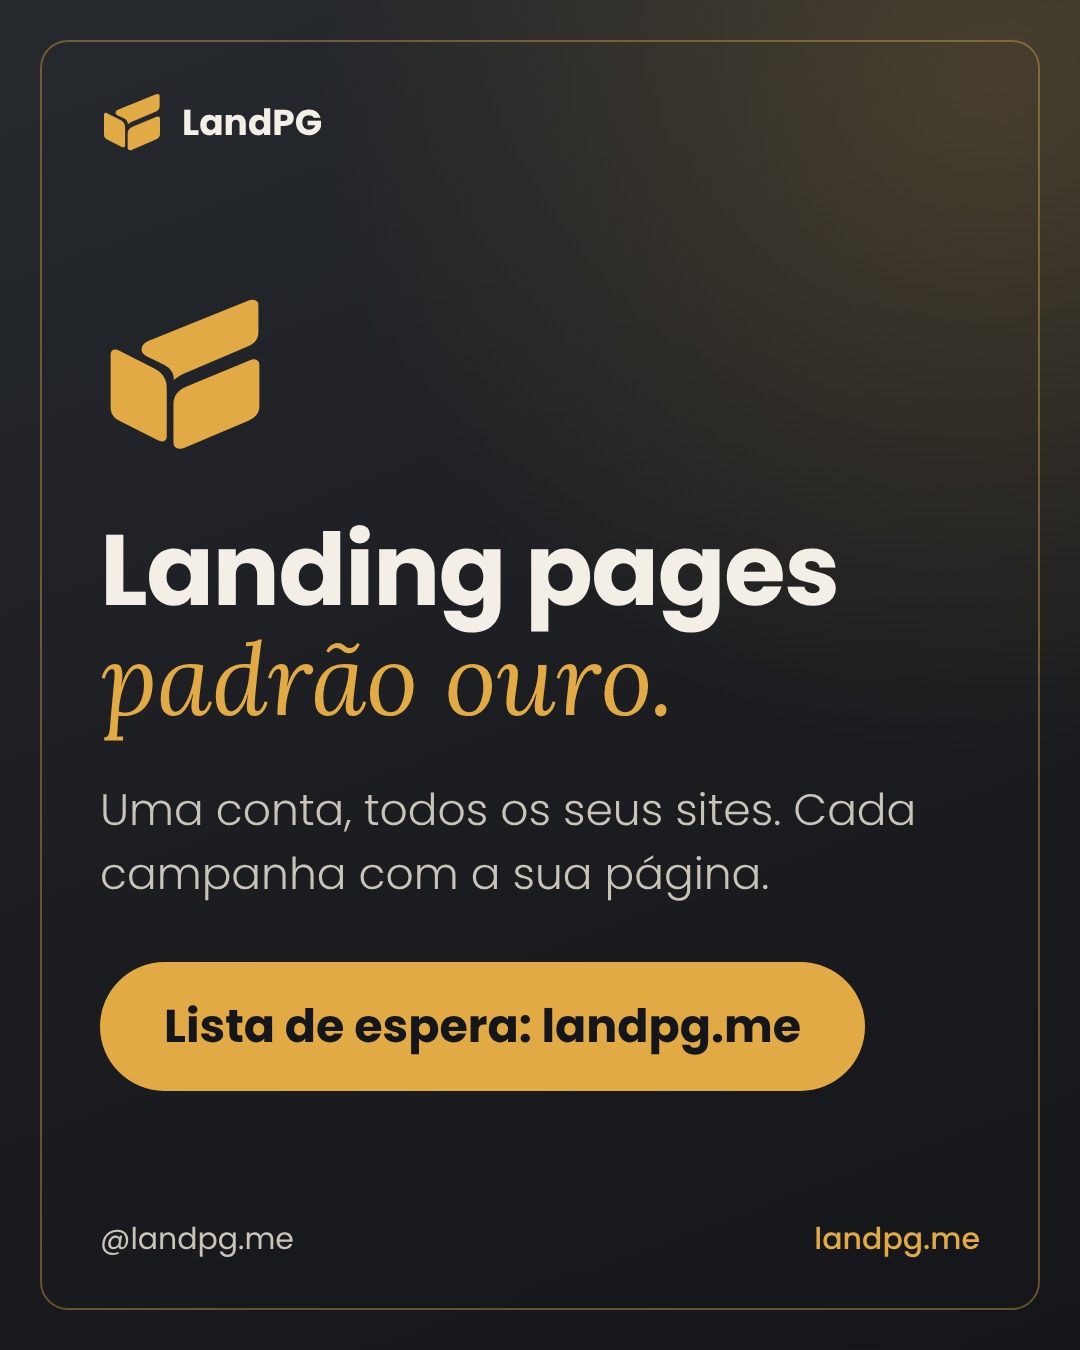 LandPG
Landing pages
padrão ouro.
Uma conta, todos os seus sites. Cada
campanha com a sua página.
Lista de espera: landpg.me
@landpg.me
landpg.me